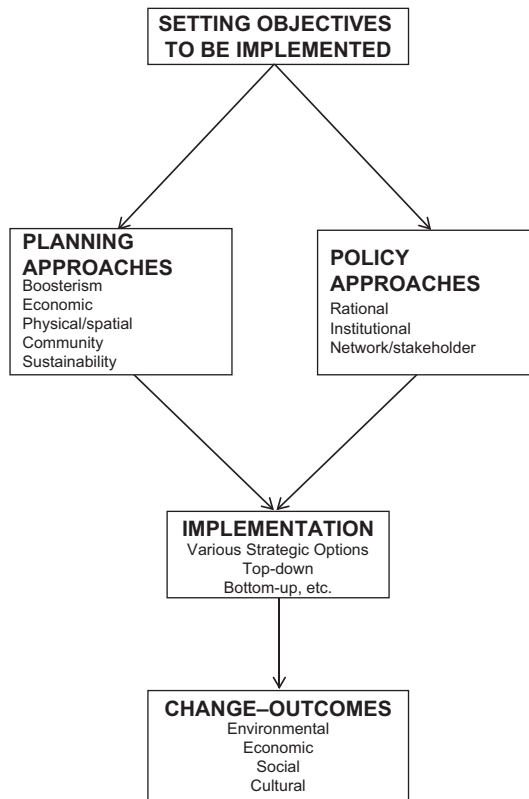 SETTING OBJECTIVES
TO BE IMPLEMENTED
PLANNING
APPROACHES
Boosterism
Economic
Physical/spatial
Community
Sustainability
POLICY
APPROACHES
Rational
Institutional
Network/stakeholder
IMPLEMENTATION
Various Strategic Options
Top-down
Bottom-up, etc.
CHANGE–OUTCOMES
Environmental
Economic
Social
Cultural